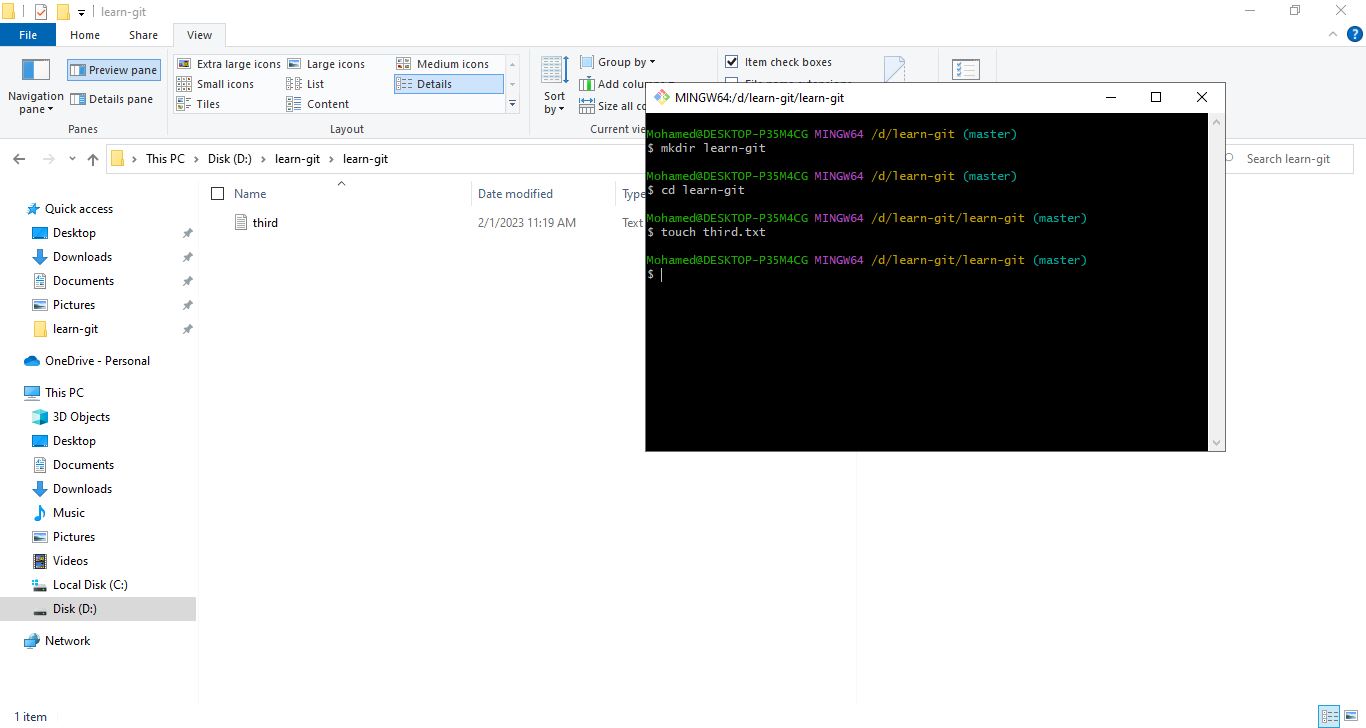 learn-git
File Home Share View
Extra large icons Large icons Medium icons
Small icons List Details
Tiles Content
Preview pane
Details pane
Navigation pane
Panes
Layout
Group by
Add
Size all
Sort by
Current
Item check boxes
This PC Disk (D:) learn-git learn-git
Search learn-git
Name Date modified Type
third 2/1/2023 11:19 AM Text
Quick access
Desktop
Downloads
Documents
Pictures
learn-git
OneDrive - Personal
This PC
3D Objects
Desktop
Documents
Downloads
Music
Pictures
Videos
Local Disk (C:)
Disk (D:)
Network
1 item
MINGW64:/d/learn-git/learn-git
Mohamed@DESKTOP-P35M4CG MINGW64 /d/learn-git (master)
$ mkdir learn-git
Mohamed@DESKTOP-P35M4CG MINGW64 /d/learn-git (master)
$ cd learn-git
Mohamed@DESKTOP-P35M4CG MINGW64 /d/learn-git/learn-git (master)
$ touch third.txt
Mohamed@DESKTOP-P35M4CG MINGW64 /d/learn-git/learn-git (master)
$